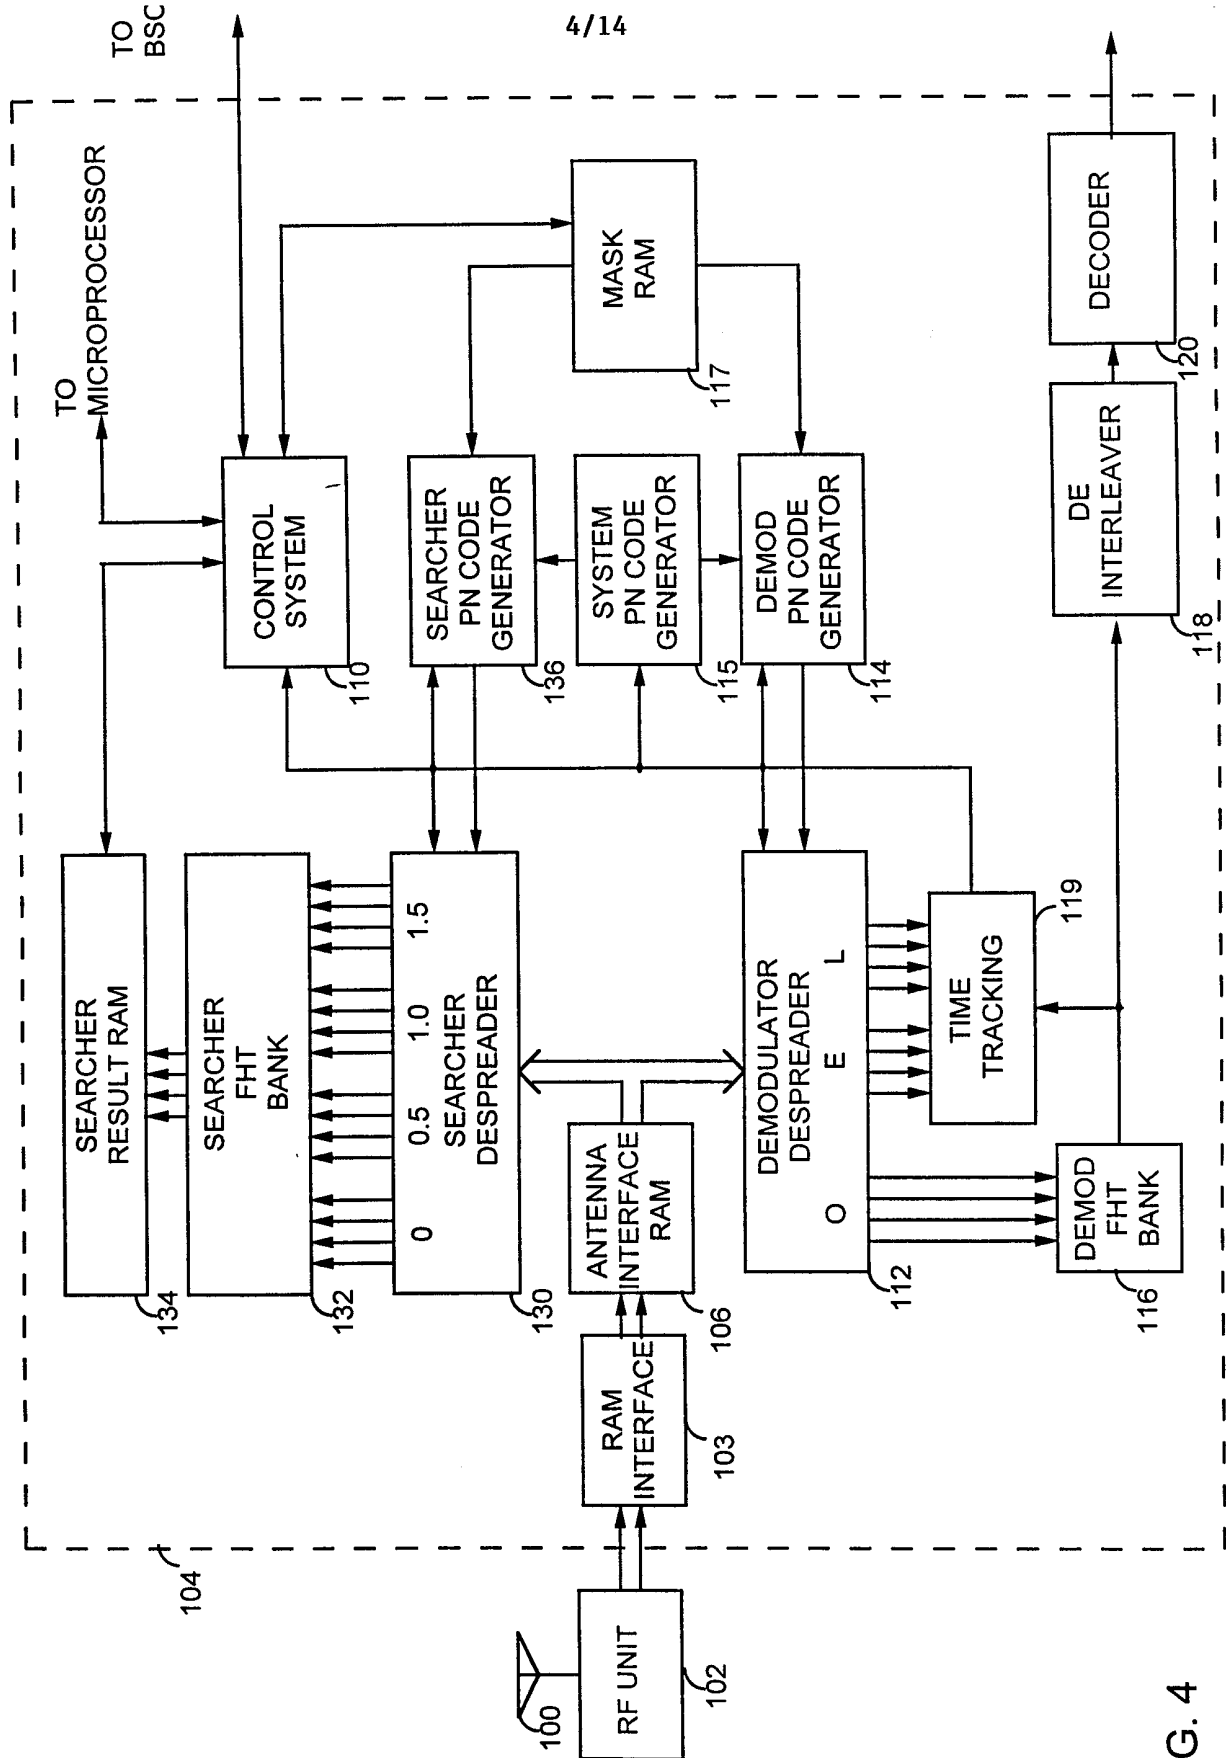 4/14
TO
BSC
TO
MICROPROCESSOR
SEARCHER
RESULT RAM
134
SEARCHER
FHT
BANK
132
0 0.5 1.0 1.5
SEARCHER
DESPREADER
130
CONTROL
SYSTEM
110
SEARCHER
PN CODE
GENERATOR
136
SYSTEM
PN CODE
GENERATOR
115
DEMOD
PN CODE
GENERATOR
114
MASK
RAM
117
100
RF UNIT
102
104
RAM
INTERFACE
103
ANTENNA
INTERFACE
RAM
106
DEMODULATOR
DESPREADER
O E L
112
TIME
TRACKING
119
DEMOD
FHT
BANK
116
DE
INTERLEAVER
118
DECODER
120
G. 4